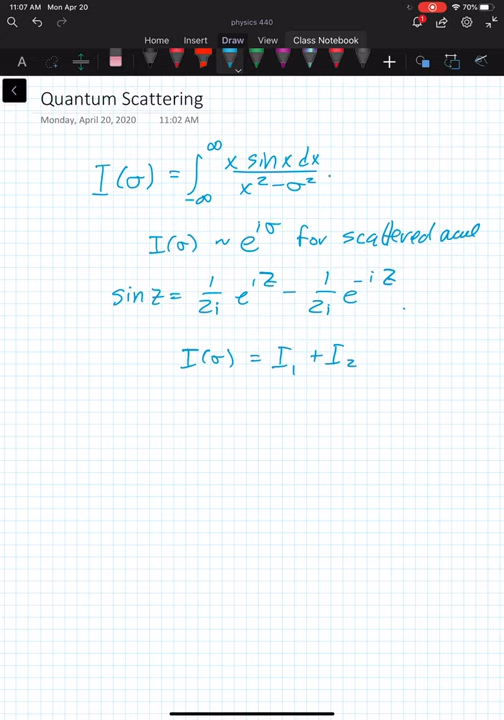 11:07 AM Mon Apr 20
70%
physics 440
Home Insert Draw View Class Notebook
Quantum Scattering
Monday, April 20, 2020 11:02 AM
I(σ) = ∫_{-∞}^{∞} x sin x dx / x² - σ² .
I(σ) ~ e^{iσ} for scattered
sin z = 1/2i e^{iz} - 1/2i e^{-iz} .
I(σ) = I₁ + I₂